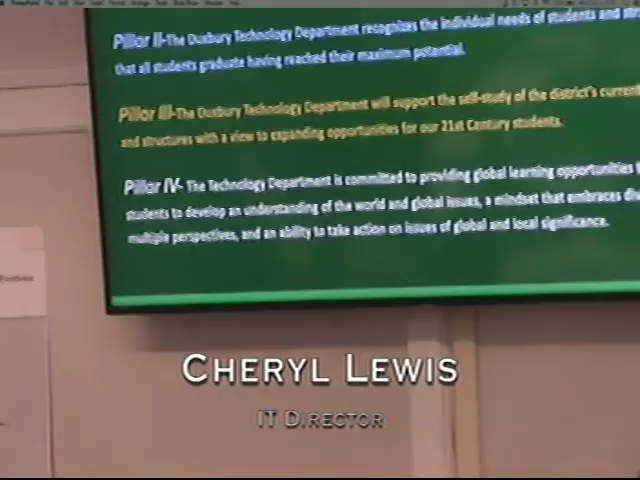 Pillar II-The Duxbury Technology Department recognizes the individual needs of students and
that all students graduate having reached their maximum potential.
Pillar III-The Duxbury Technology Department will support the self-study of the district's current
and structures with a view to expanding opportunities for our 21st Century students.
Pillar IV- The Technology Department is committed to providing global learning opportunities
students to develop an understanding of the world and global issues, a mindset that embraces
multiple perspectives, and an ability to take action on issues of global and local significance.
CHERYL LEWIS
IT DIRECTOR